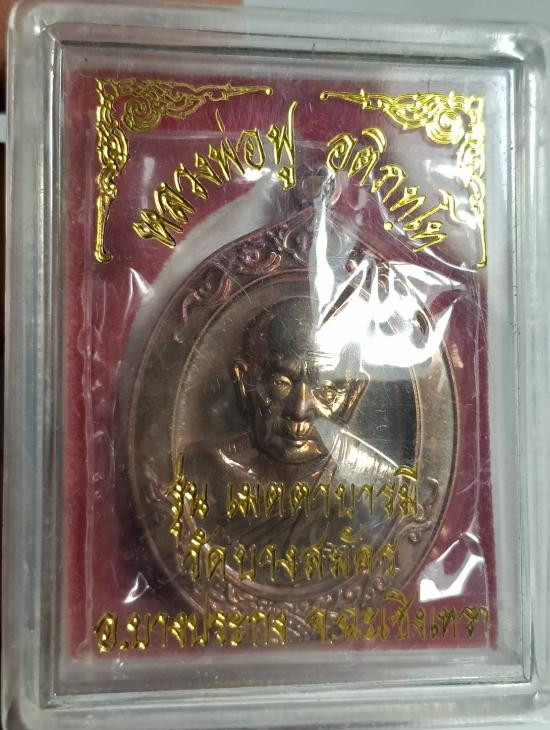 หลวงพ่อฟู อติภทฺโท
รุ่น เมตตาบารมี
วัดบางสมัคร
อ.บางปะกง จ.ฉะเชิงเทรา